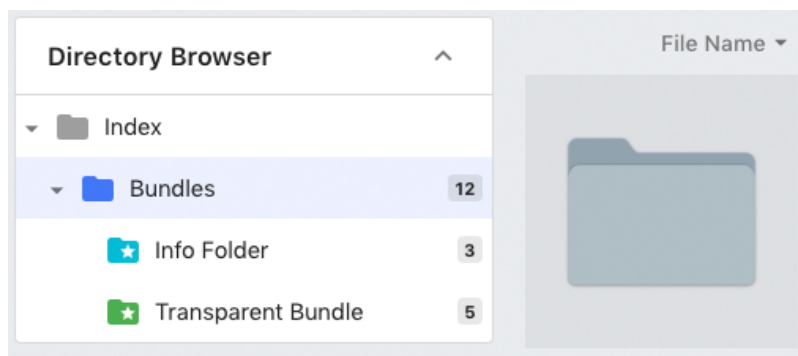 Directory Browser
File Name
Index
Bundles 12
Info Folder 3
Transparent Bundle 5